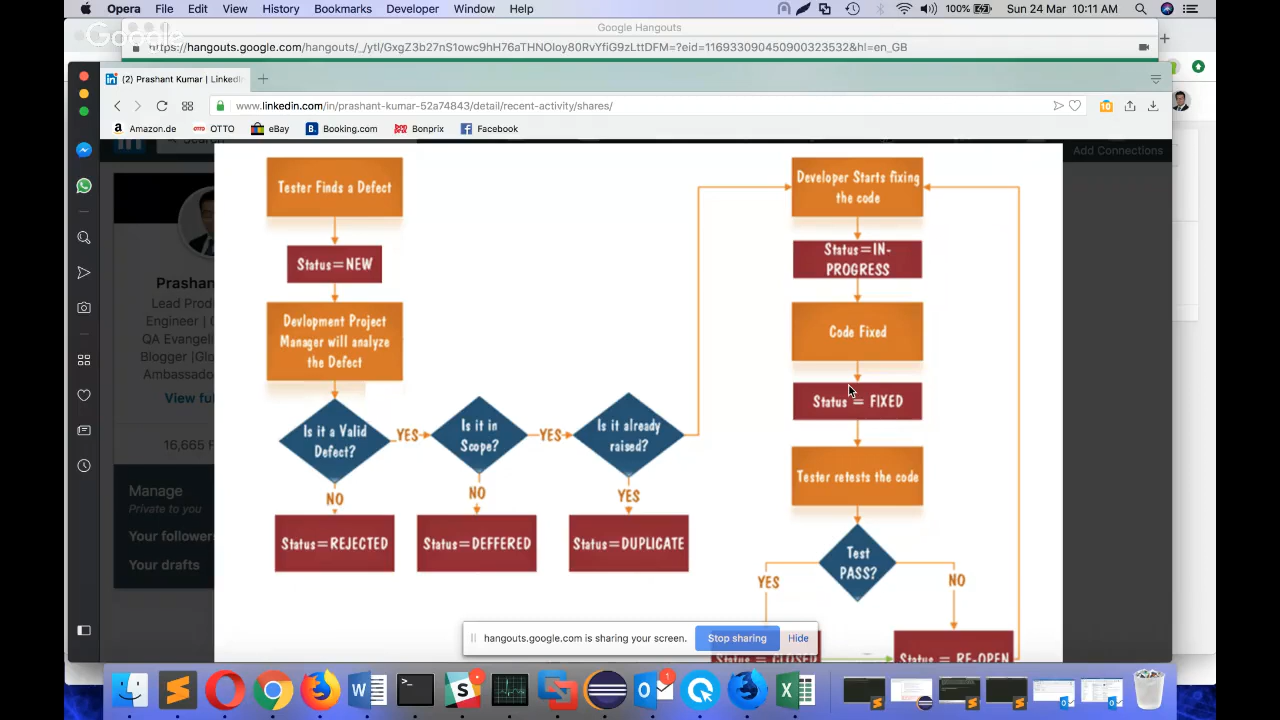 Opera File Edit View History Bookmarks Developer Window Help 100% Sun 24 Mar 10:11 AM
Google
Google Hangouts
https://hangouts.google.com/hangouts/_/ytl/GxgZ3b27nS1owc9hH76aTHNOIoy80RvYfiG9zLttDFM=?eid=116933090450900323532&hl=en_GB
(2) Prashant Kumar | LinkedIn
www.linkedin.com/in/prashant-kumar-52a74843/detail/recent-activity/shares/
10
Amazon.de OTTO eBay Booking.com Bonprix Facebook
Add Connections
Tester Finds a Defect
Status=NEW
Devlopment Project
Manager will analyze
the Defect
Is it a Valid
Defect?
YES
Is it in
Scope?
YES
Is it already
raised?
NO
NO
YES
Status=REJECTED
Status=DEFFERED
Status=DUPLICATE
Developer Starts fixing
the code
Status=IN-
PROGRESS
Code Fixed
Status = FIXED
Tester retests the code
Test
PASS?
YES
NO
Status = CLOSED
Status = RE-OPEN
Lead Prod
Engineer |
QA Evangel
Blogger |Glo
Ambassado
View fu
16,665 F
Manage
Private to you
Your followers
Your drafts
hangouts.google.com is sharing your screen. Stop sharing Hide
1